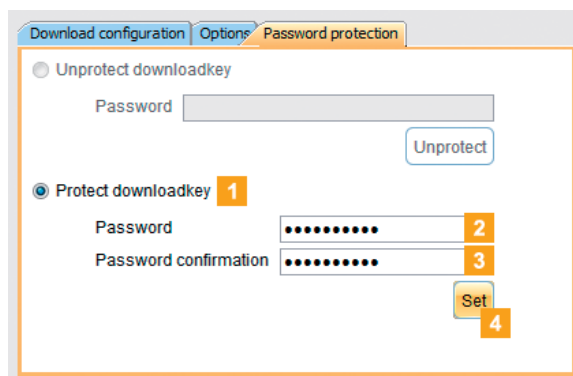 Download configuration Options Password protection
Unprotect downloadkey
Password
Unprotect
Protect downloadkey 1
Password •••••••••• 2
Password confirmation •••••••••• 3
Set
4